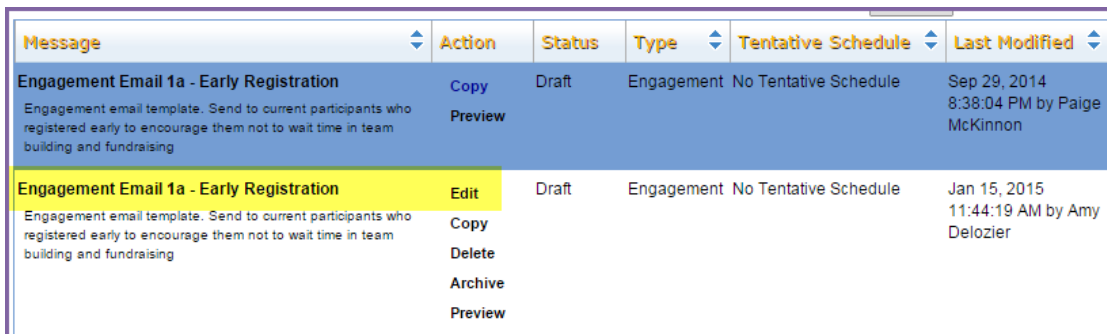 Message Action Status Type Tentative Schedule Last Modified
Engagement Email 1a - Early Registration Copy Draft Engagement No Tentative Schedule Sep 29, 2014
Engagement email template. Send to current participants who 8:38:04 PM by Paige
registered early to encourage them not to wait time in team Preview McKinnon
building and fundraising
Engagement Email 1a - Early Registration Edit Draft Engagement No Tentative Schedule Jan 15, 2015
Engagement email template. Send to current participants who Copy 11:44:19 AM by Amy
registered early to encourage them not to wait time in team Delozier
building and fundraising Delete
Archive
Preview